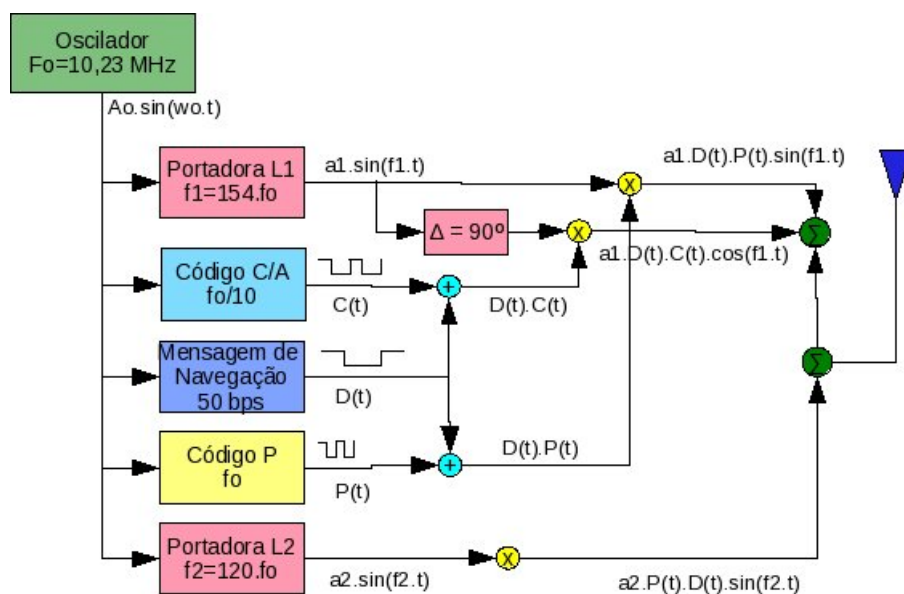 Oscilador
Fo=10,23 MHz
Ao.sin(wo.t)
Portadora L1
f1=154.fo
a1.sin(f1.t)
a1.D(t).P(t).sin(f1.t)
X
Δ = 90º
X
Σ
a1.D(t).C(t).cos(f1.t)
Código C/A
fo/10
C(t)
+
D(t).C(t)
Mensagem de
Navegação
50 bps
D(t)
Σ
Código P
fo
P(t)
+
D(t).P(t)
Portadora L2
f2=120.fo
a2.sin(f2.t)
X
a2.P(t).D(t).sin(f2.t)